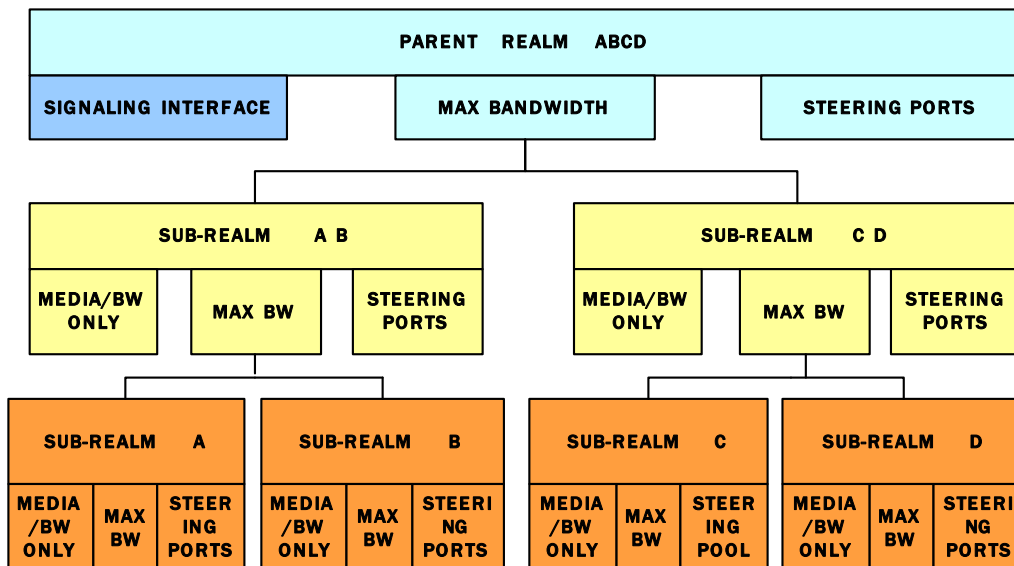 PARENT REALM ABCD
SIGNALING INTERFACE
MAX BANDWIDTH
STEERING PORTS
SUB-REALM A B
MEDIA/BW
ONLY
MAX BW
STEERING
PORTS
SUB-REALM C D
MEDIA/BW
ONLY
MAX BW
STEERING
PORTS
SUB-REALM A
MEDIA
/BW
ONLY
MAX
BW
STEER
ING
PORTS
SUB-REALM B
MEDIA
/BW
ONLY
MAX
BW
STEERI
NG
PORTS
SUB-REALM C
MEDIA
/BW
ONLY
MAX
BW
STEER
ING
POOL
SUB-REALM D
MEDIA
/BW
ONLY
MAX
BW
STEERI
NG
PORTS